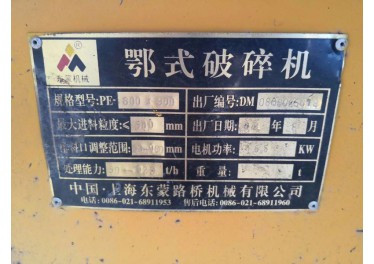 东蒙机械
鄂式破碎机
规格型号:PE- 出厂编号:DM
最大进料粒度:≤ mm 出厂日期: 年 月
出料口调整范围: mm 电机功率: KW
处理能力: t/h 重量: t
中国·上海东蒙路桥机械有限公司
电话:0086-021-68911953 售后电话:0086-021-68911960